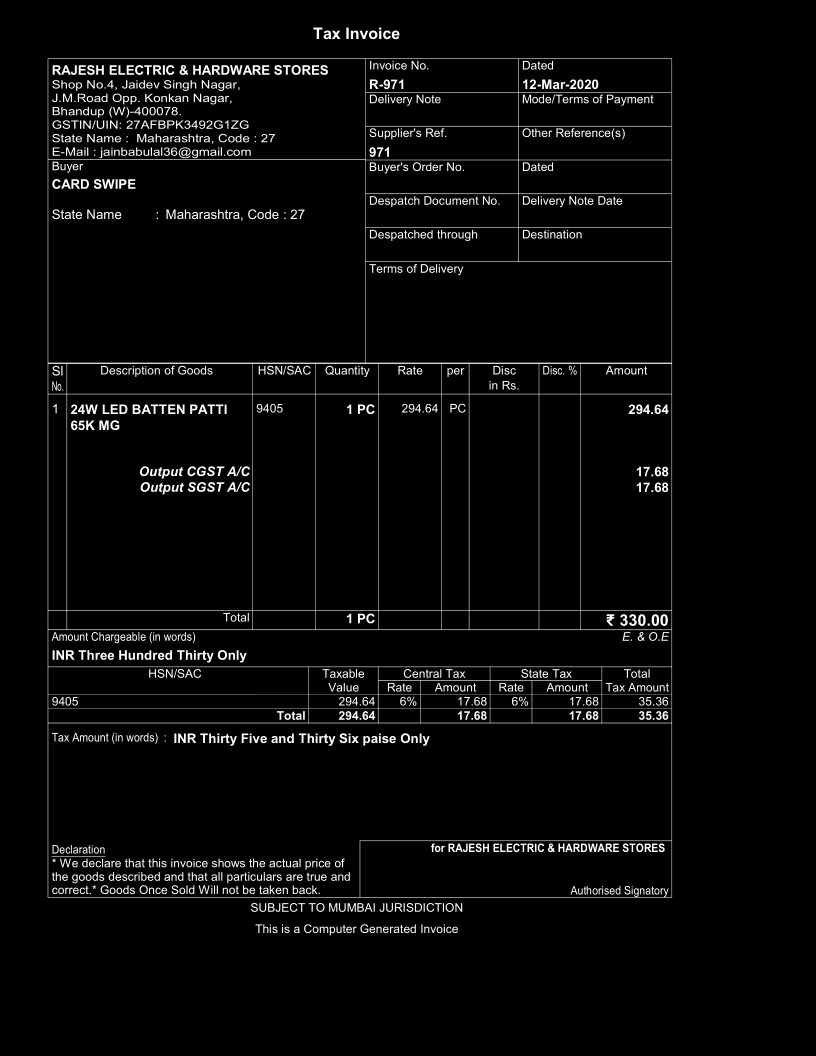 Tax Invoice
RAJESH ELECTRIC & HARDWARE STORES
Shop No.4, Jaidev Singh Nagar,
J.M.Road Opp. Konkan Nagar,
Bhandup (W)-400078.
GSTIN/UIN: 27AFBPK3492G1ZG
State Name : Maharashtra, Code : 27
E-Mail : jainbabulal36@gmail.com
Buyer
CARD SWIPE
State Name : Maharashtra, Code : 27
Invoice No. Dated
R-971 12-Mar-2020
Delivery Note Mode/Terms of Payment
Supplier's Ref. Other Reference(s)
971
Buyer's Order No. Dated
Despatch Document No. Delivery Note Date
Despatched through Destination
Terms of Delivery
Sl Description of Goods HSN/SAC Quantity Rate per Disc Disc. % Amount
No. in Rs.
1 24W LED BATTEN PATTI 9405 1 PC 294.64 PC 294.64
65K MG
Output CGST A/C 17.68
Output SGST A/C 17.68
Total 1 PC ₹ 330.00
Amount Chargeable (in words) E. & O.E
INR Three Hundred Thirty Only
HSN/SAC Taxable Central Tax State Tax Total
Value Rate Amount Rate Amount Tax Amount
9405 294.64 6% 17.68 6% 17.68 35.36
Total 294.64 17.68 17.68 35.36
Tax Amount (in words) : INR Thirty Five and Thirty Six paise Only
Declaration
* We declare that this invoice shows the actual price of
the goods described and that all particulars are true and
correct.* Goods Once Sold Will not be taken back.
for RAJESH ELECTRIC & HARDWARE STORES
Authorised Signatory
SUBJECT TO MUMBAI JURISDICTION
This is a Computer Generated Invoice